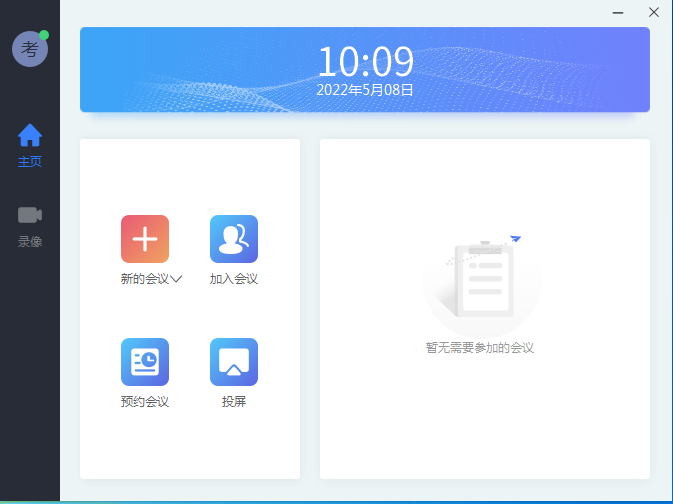 考
主页
录像
10:09
2022年5月08日
新的会议
加入会议
预约会议
投屏
暂无需要参加的会议